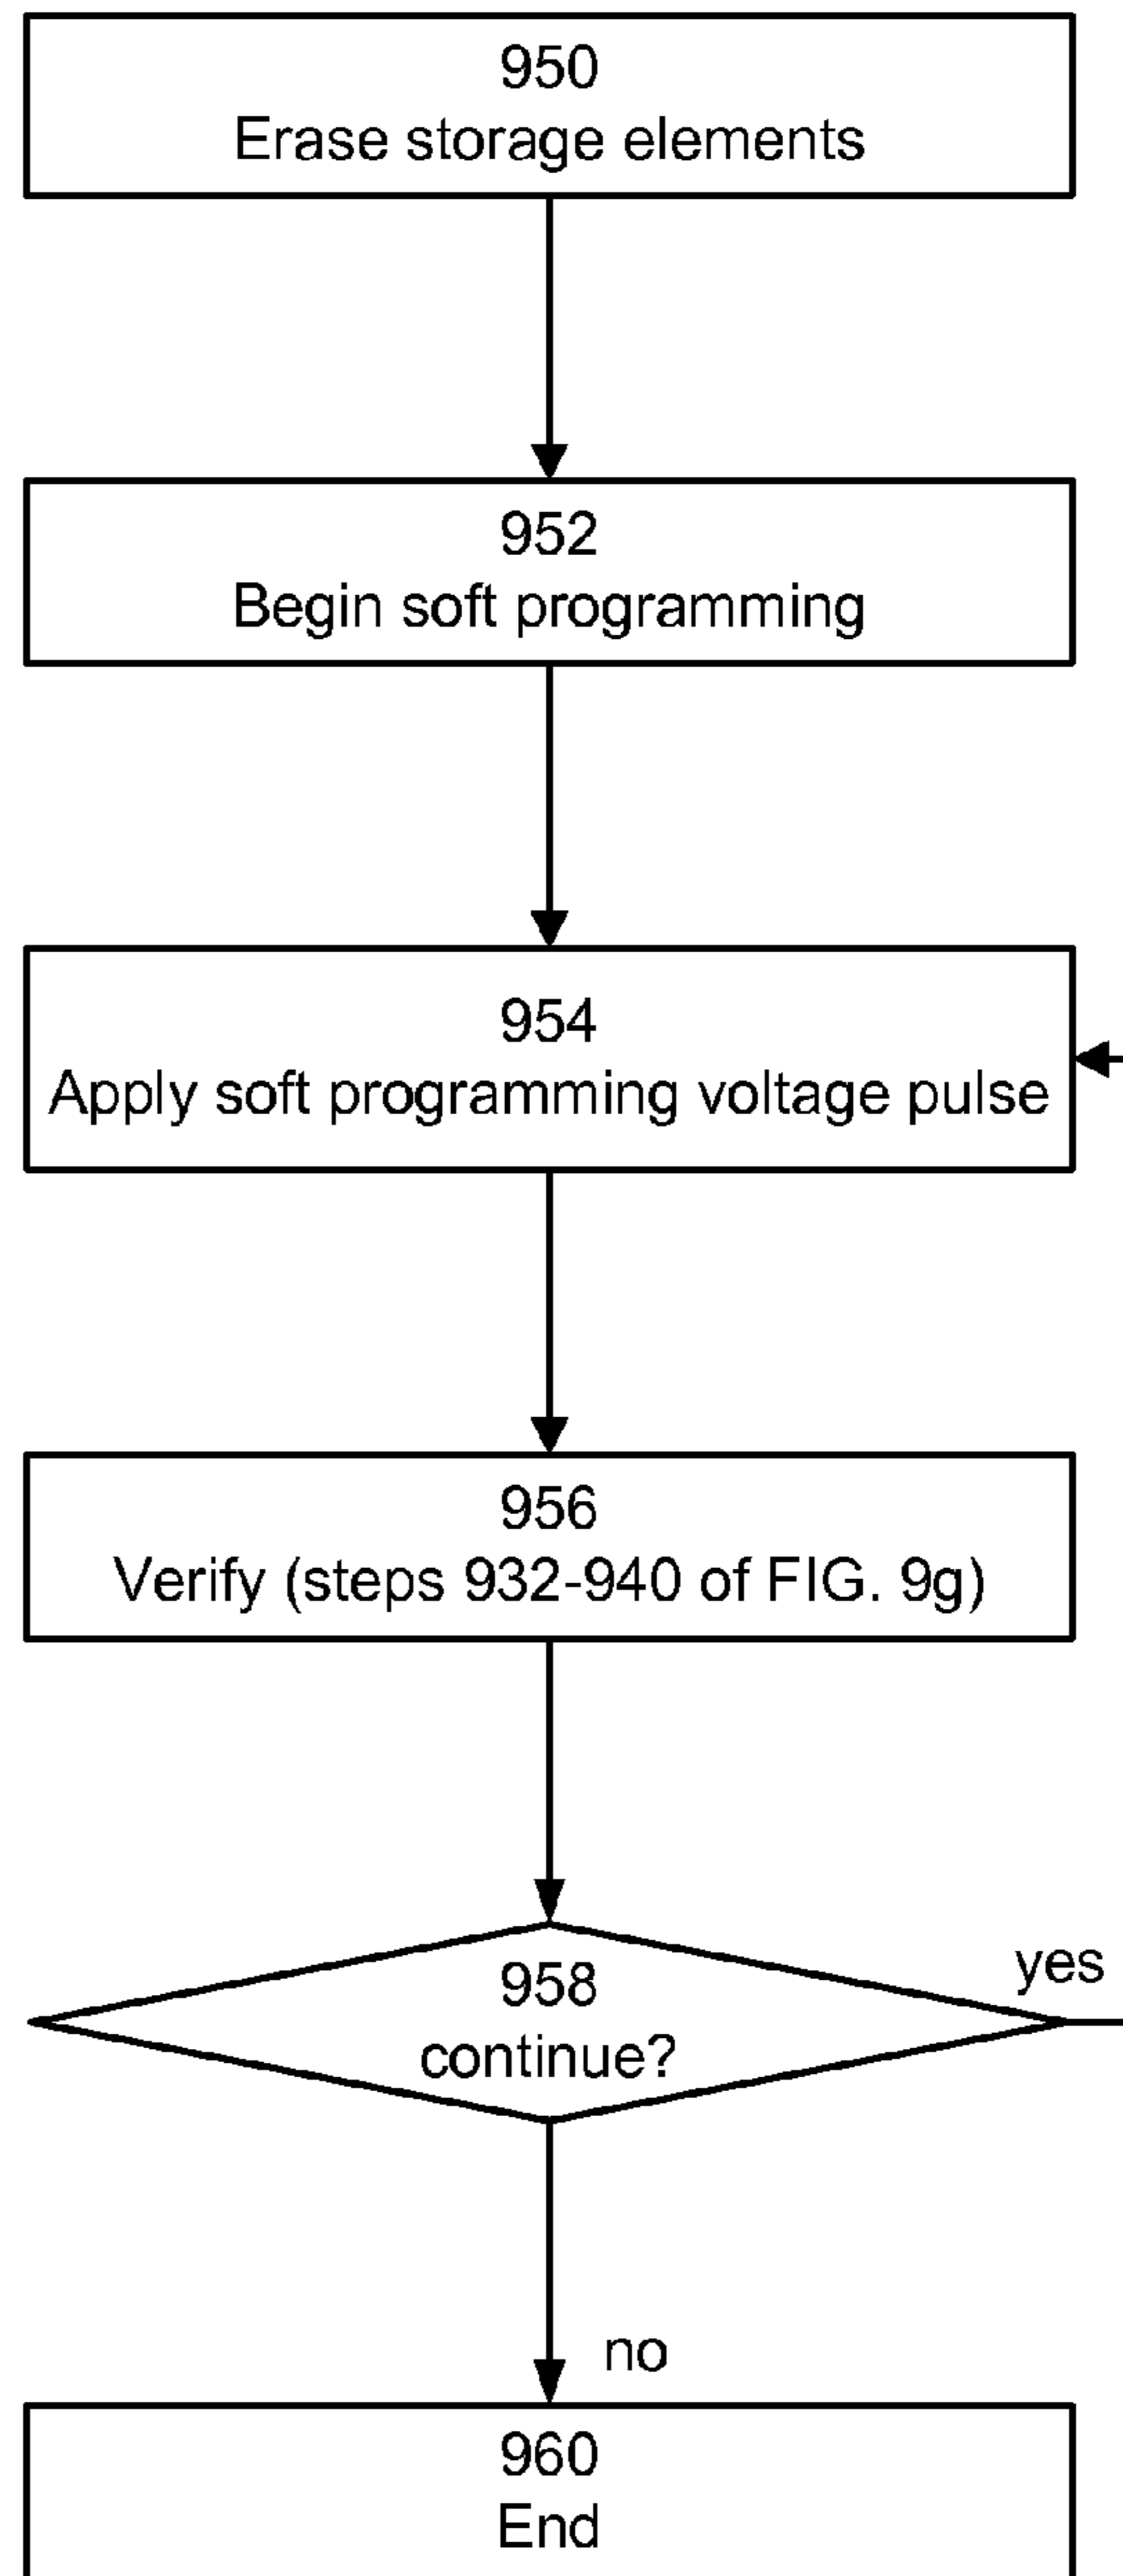 950
Erase storage elements
952
Begin soft programming
954
Apply soft programming voltage pulse
956
Verify (steps 932-940 of FIG. 9g)
958
continue?
yes
no
960
End